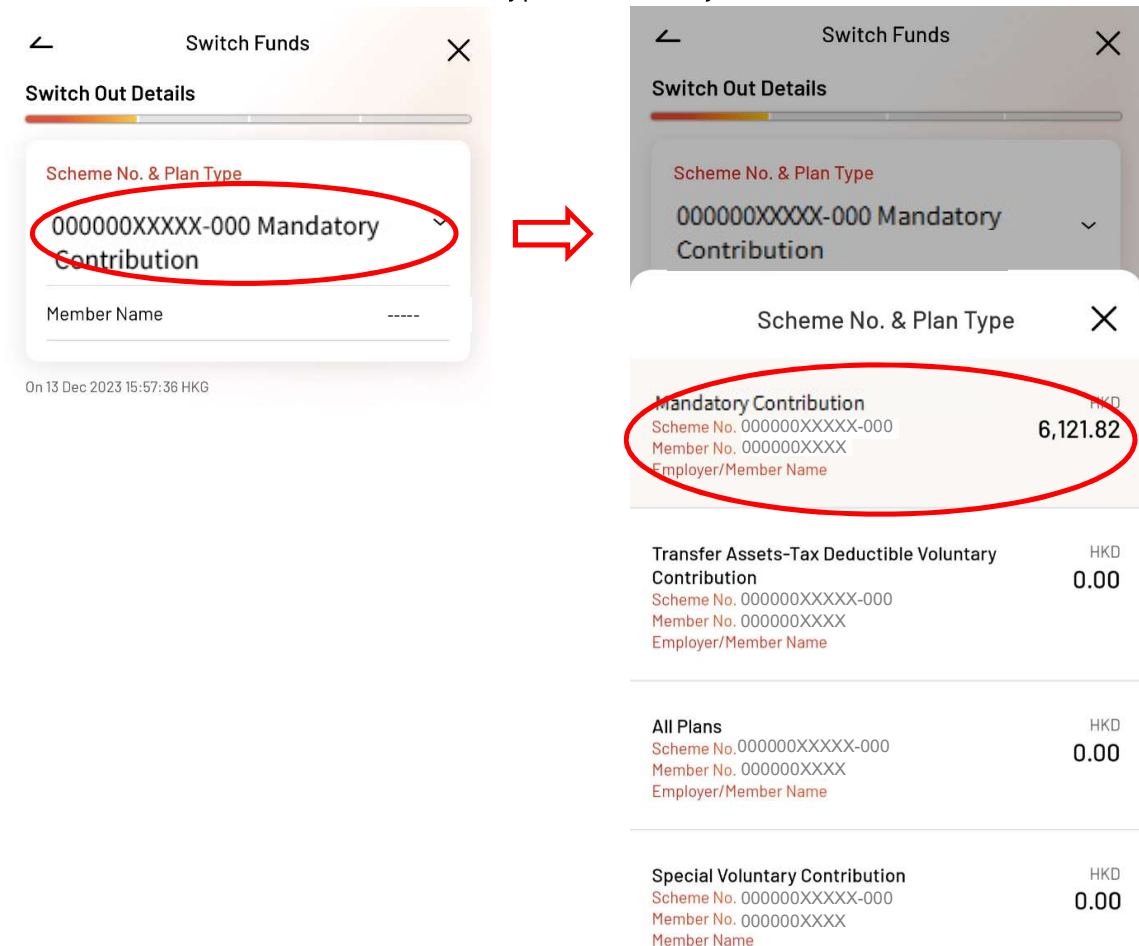 Switch Funds
Switch Out Details
Scheme No. & Plan Type
000000XXXXX-000 Mandatory
Contribution
Member Name -----
On 13 Dec 2023 15:57:36 HKG
Switch Funds
Switch Out Details
Scheme No. & Plan Type
000000XXXXX-000 Mandatory
Contribution
Scheme No. & Plan Type
Mandatory Contribution HKD
Scheme No. 000000XXXXX-000 6,121.82
Member No. 000000XXXX
Employer/Member Name
Transfer Assets-Tax Deductible Voluntary HKD
Contribution 0.00
Scheme No. 000000XXXXX-000
Member No. 000000XXXX
Employer/Member Name
All Plans HKD
Scheme No.000000XXXXX-000 0.00
Member No. 000000XXXX
Employer/Member Name
Special Voluntary Contribution HKD
Scheme No. 000000XXXXX-000 0.00
Member No. 000000XXXX
Member Name